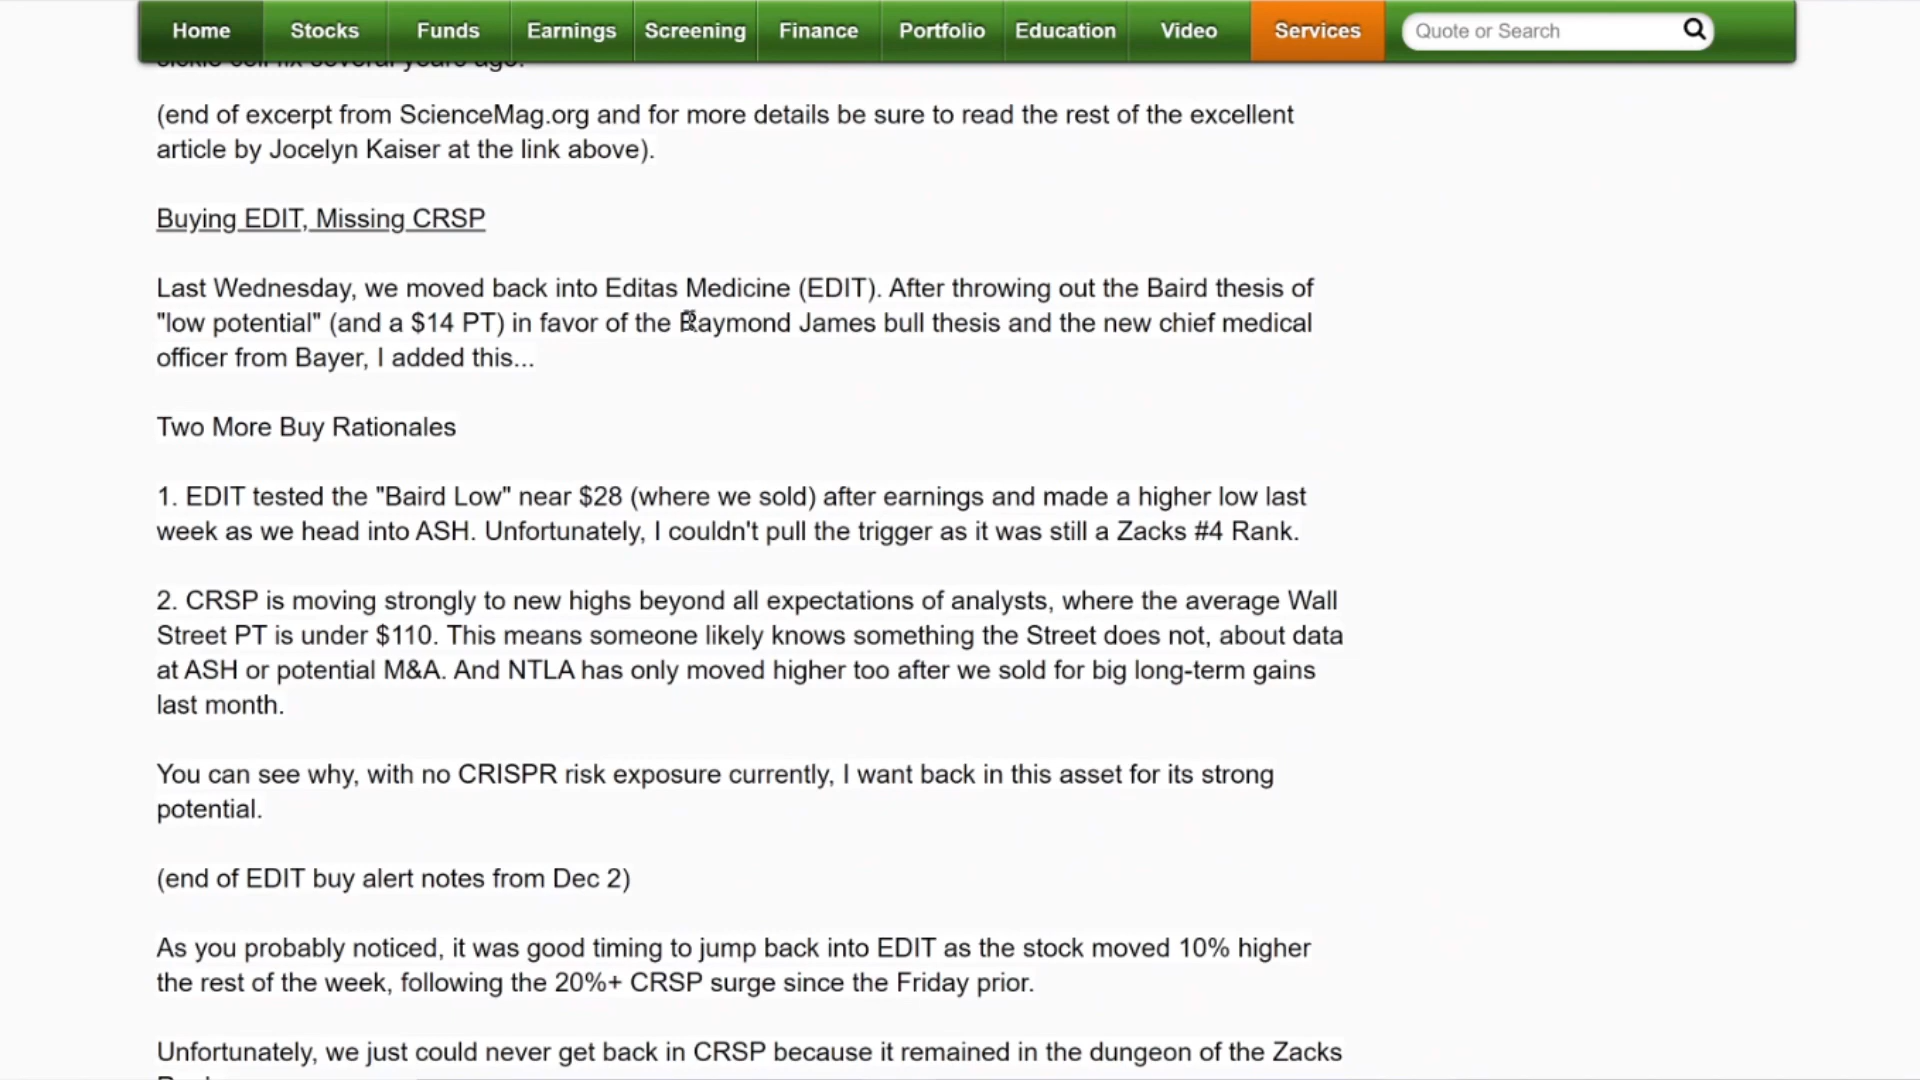 Home Stocks Funds Earnings Screening Finance Portfolio Education Video Services Quote or Search
sickle cell fix several years ago.
(end of excerpt from ScienceMag.org and for more details be sure to read the rest of the excellent
article by Jocelyn Kaiser at the link above).
Buying EDIT, Missing CRSP
Last Wednesday, we moved back into Editas Medicine (EDIT). After throwing out the Baird thesis of
"low potential" (and a $14 PT) in favor of the Raymond James bull thesis and the new chief medical
officer from Bayer, I added this...
Two More Buy Rationales
1. EDIT tested the "Baird Low" near $28 (where we sold) after earnings and made a higher low last
week as we head into ASH. Unfortunately, I couldn't pull the trigger as it was still a Zacks #4 Rank.
2. CRSP is moving strongly to new highs beyond all expectations of analysts, where the average Wall
Street PT is under $110. This means someone likely knows something the Street does not, about data
at ASH or potential M&A. And NTLA has only moved higher too after we sold for big long-term gains
last month.
You can see why, with no CRISPR risk exposure currently, I want back in this asset for its strong
potential.
(end of EDIT buy alert notes from Dec 2)
As you probably noticed, it was good timing to jump back into EDIT as the stock moved 10% higher
the rest of the week, following the 20%+ CRSP surge since the Friday prior.
Unfortunately, we just could never get back in CRSP because it remained in the dungeon of the Zacks